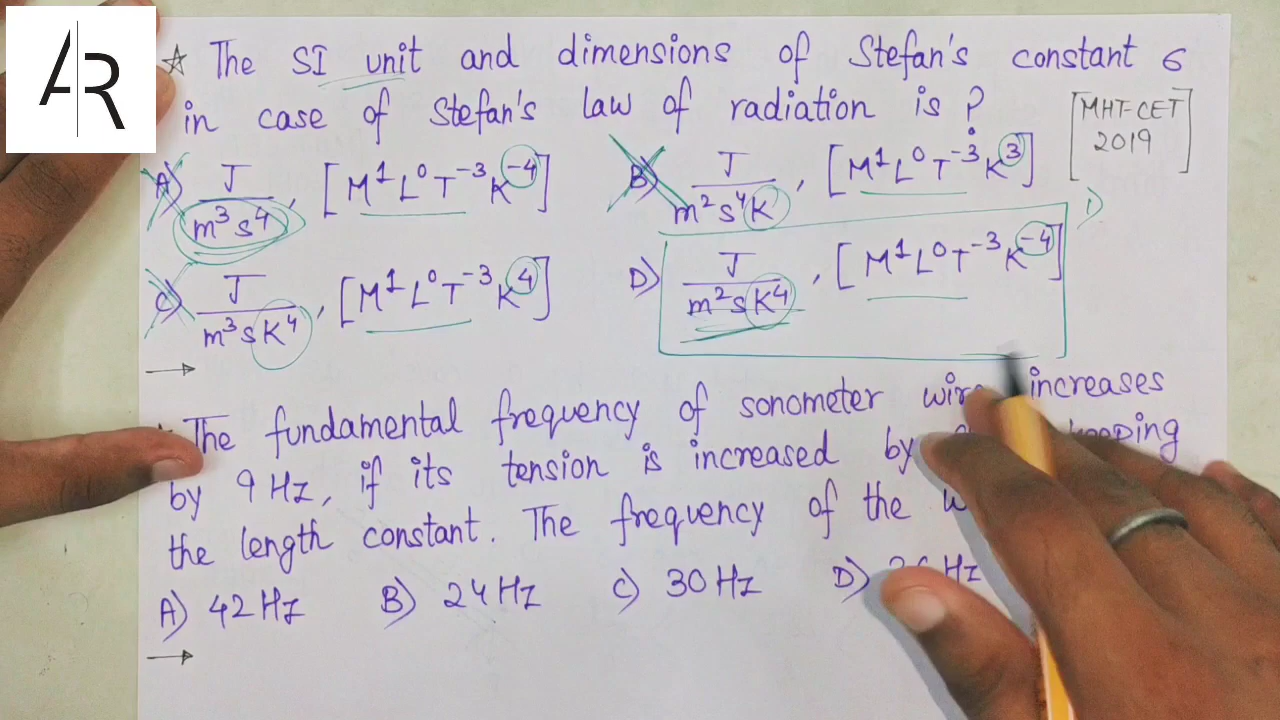 AR
☆ The SI unit and dimensions of Stefan's constant 6
in case of Stefan's law of radiation is ?
[MHT-CET 2019]
A) J/m³s⁴, [M¹L⁰T⁻³K⁻⁴] B) J/m²s⁴K, [M¹L⁰T⁻³K³]
C) J/m³sK⁴, [M¹L⁰T⁻³K⁴] D) J/m²sK⁴, [M¹L⁰T⁻³K⁻⁴]
→
The fundamental frequency of sonometer wire increases
by 9 Hz, if its tension is increased by keeping
the length constant. The frequency of the
A) 42 Hz B) 24 Hz C) 30 Hz D) Hz
→